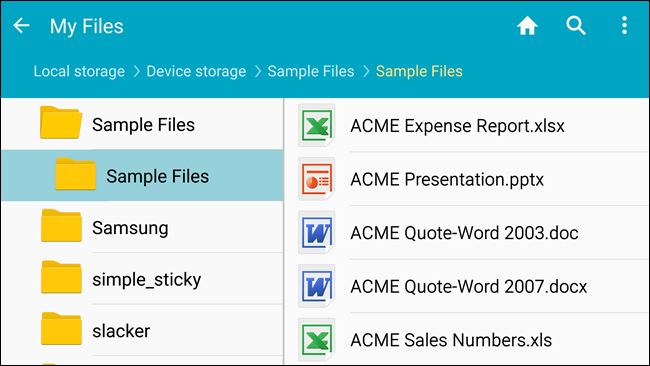 My Files
Local storage > Device storage > Sample Files > Sample Files
Sample Files
Sample Files
Samsung
simple_sticky
slacker
ACME Expense Report.xlsx
ACME Presentation.pptx
ACME Quote-Word 2003.doc
ACME Quote-Word 2007.docx
ACME Sales Numbers.xls